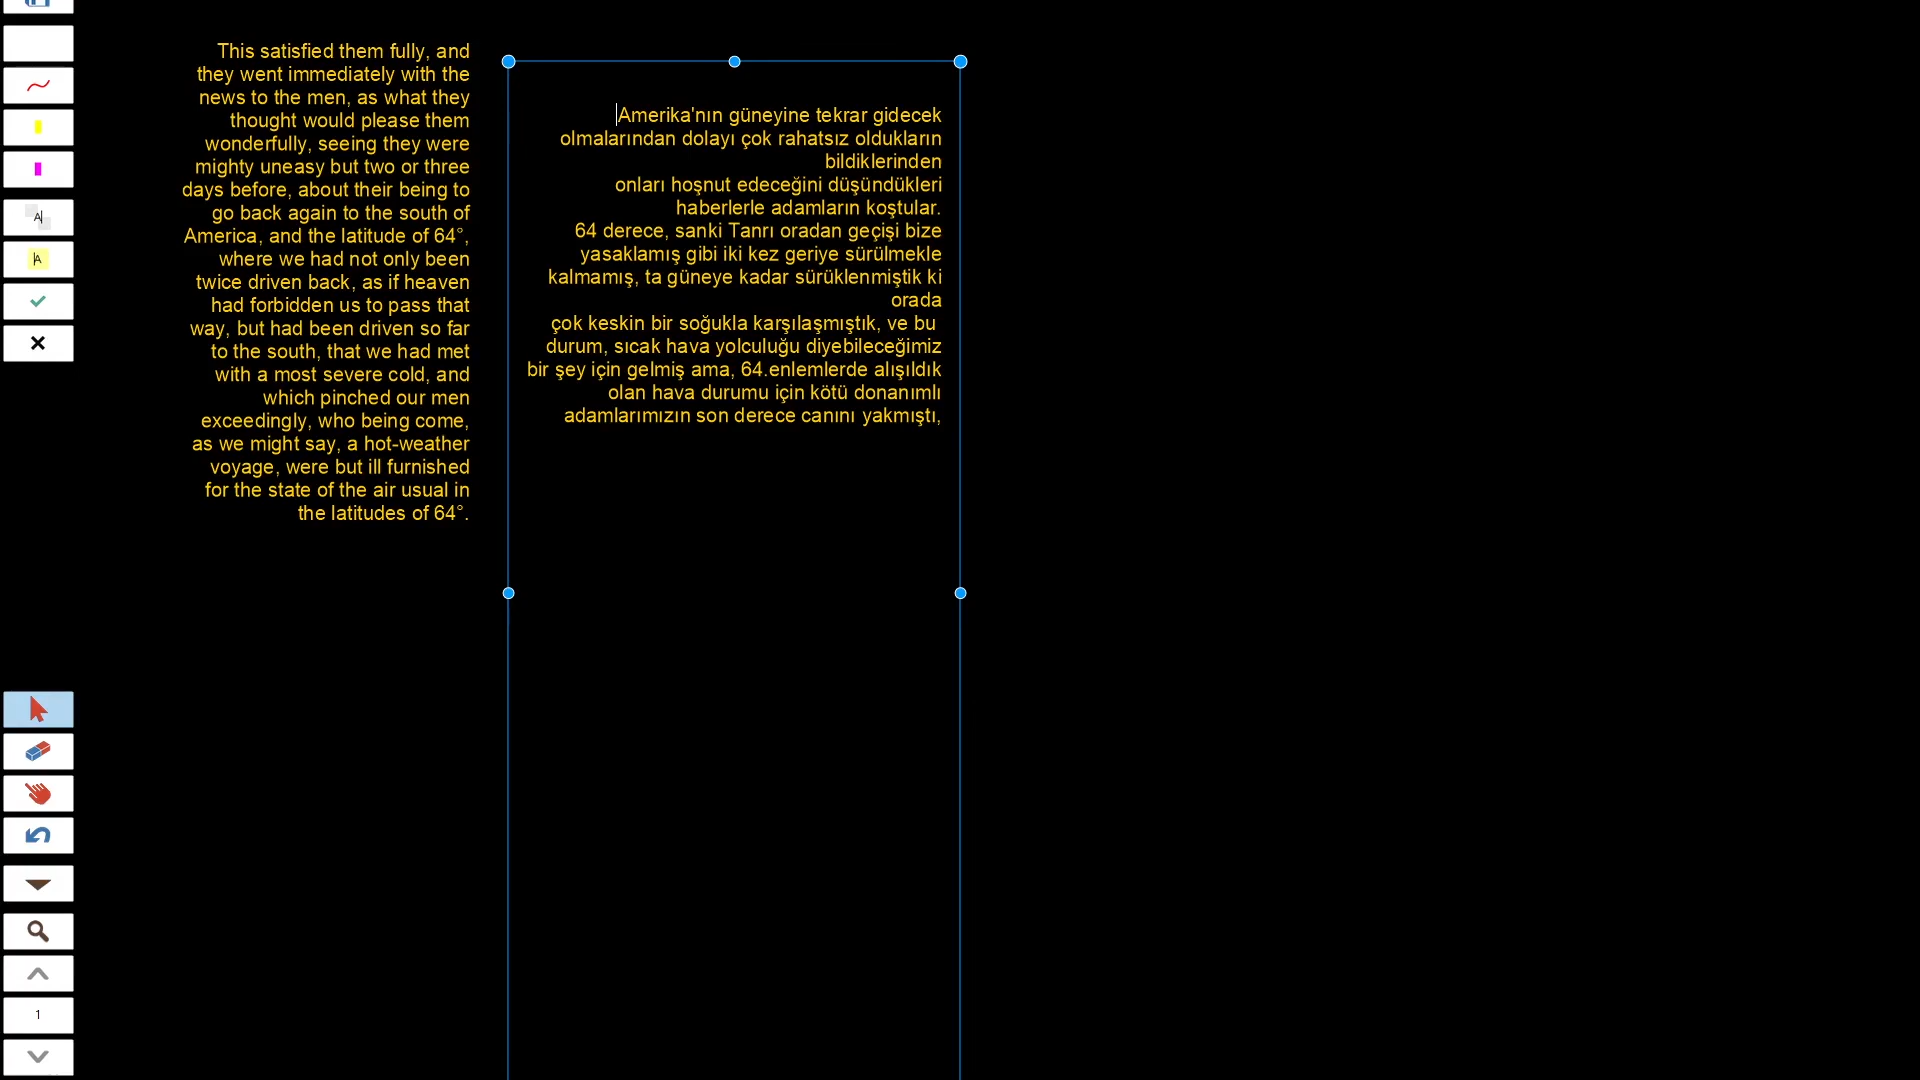 This satisfied them fully, and
they went immediately with the
news to the men, as what they
thought would please them
wonderfully, seeing they were
mighty uneasy but two or three
days before, about their being to
go back again to the south of
America, and the latitude of 64°,
where we had not only been
twice driven back, as if heaven
had forbidden us to pass that
way, but had been driven so far
to the south, that we had met
with a most severe cold, and
which pinched our men
exceedingly, who being come,
as we might say, a hot-weather
voyage, were but ill furnished
for the state of the air usual in
the latitudes of 64°.
Amerika'nın güneyine tekrar gidecek
olmalarından dolayı çok rahatsız oldukların
bildiklerinden
onları hoşnut edeceğini düşündükleri
haberlerle adamların koştular.
64 derece, sanki Tanrı oradan geçişi bize
yasaklamış gibi iki kez geriye sürülmekle
kalmamış, ta güneye kadar sürüklenmiştik ki
orada
çok keskin bir soğukla karşılaşmıştık, ve bu
durum, sıcak hava yolculuğu diyebileceğimiz
bir şey için gelmiş ama, 64.enlemlerde alışıldık
olan hava durumu için kötü donanımlı
adamlarımızın son derece canını yakmıştı,
A
A
1